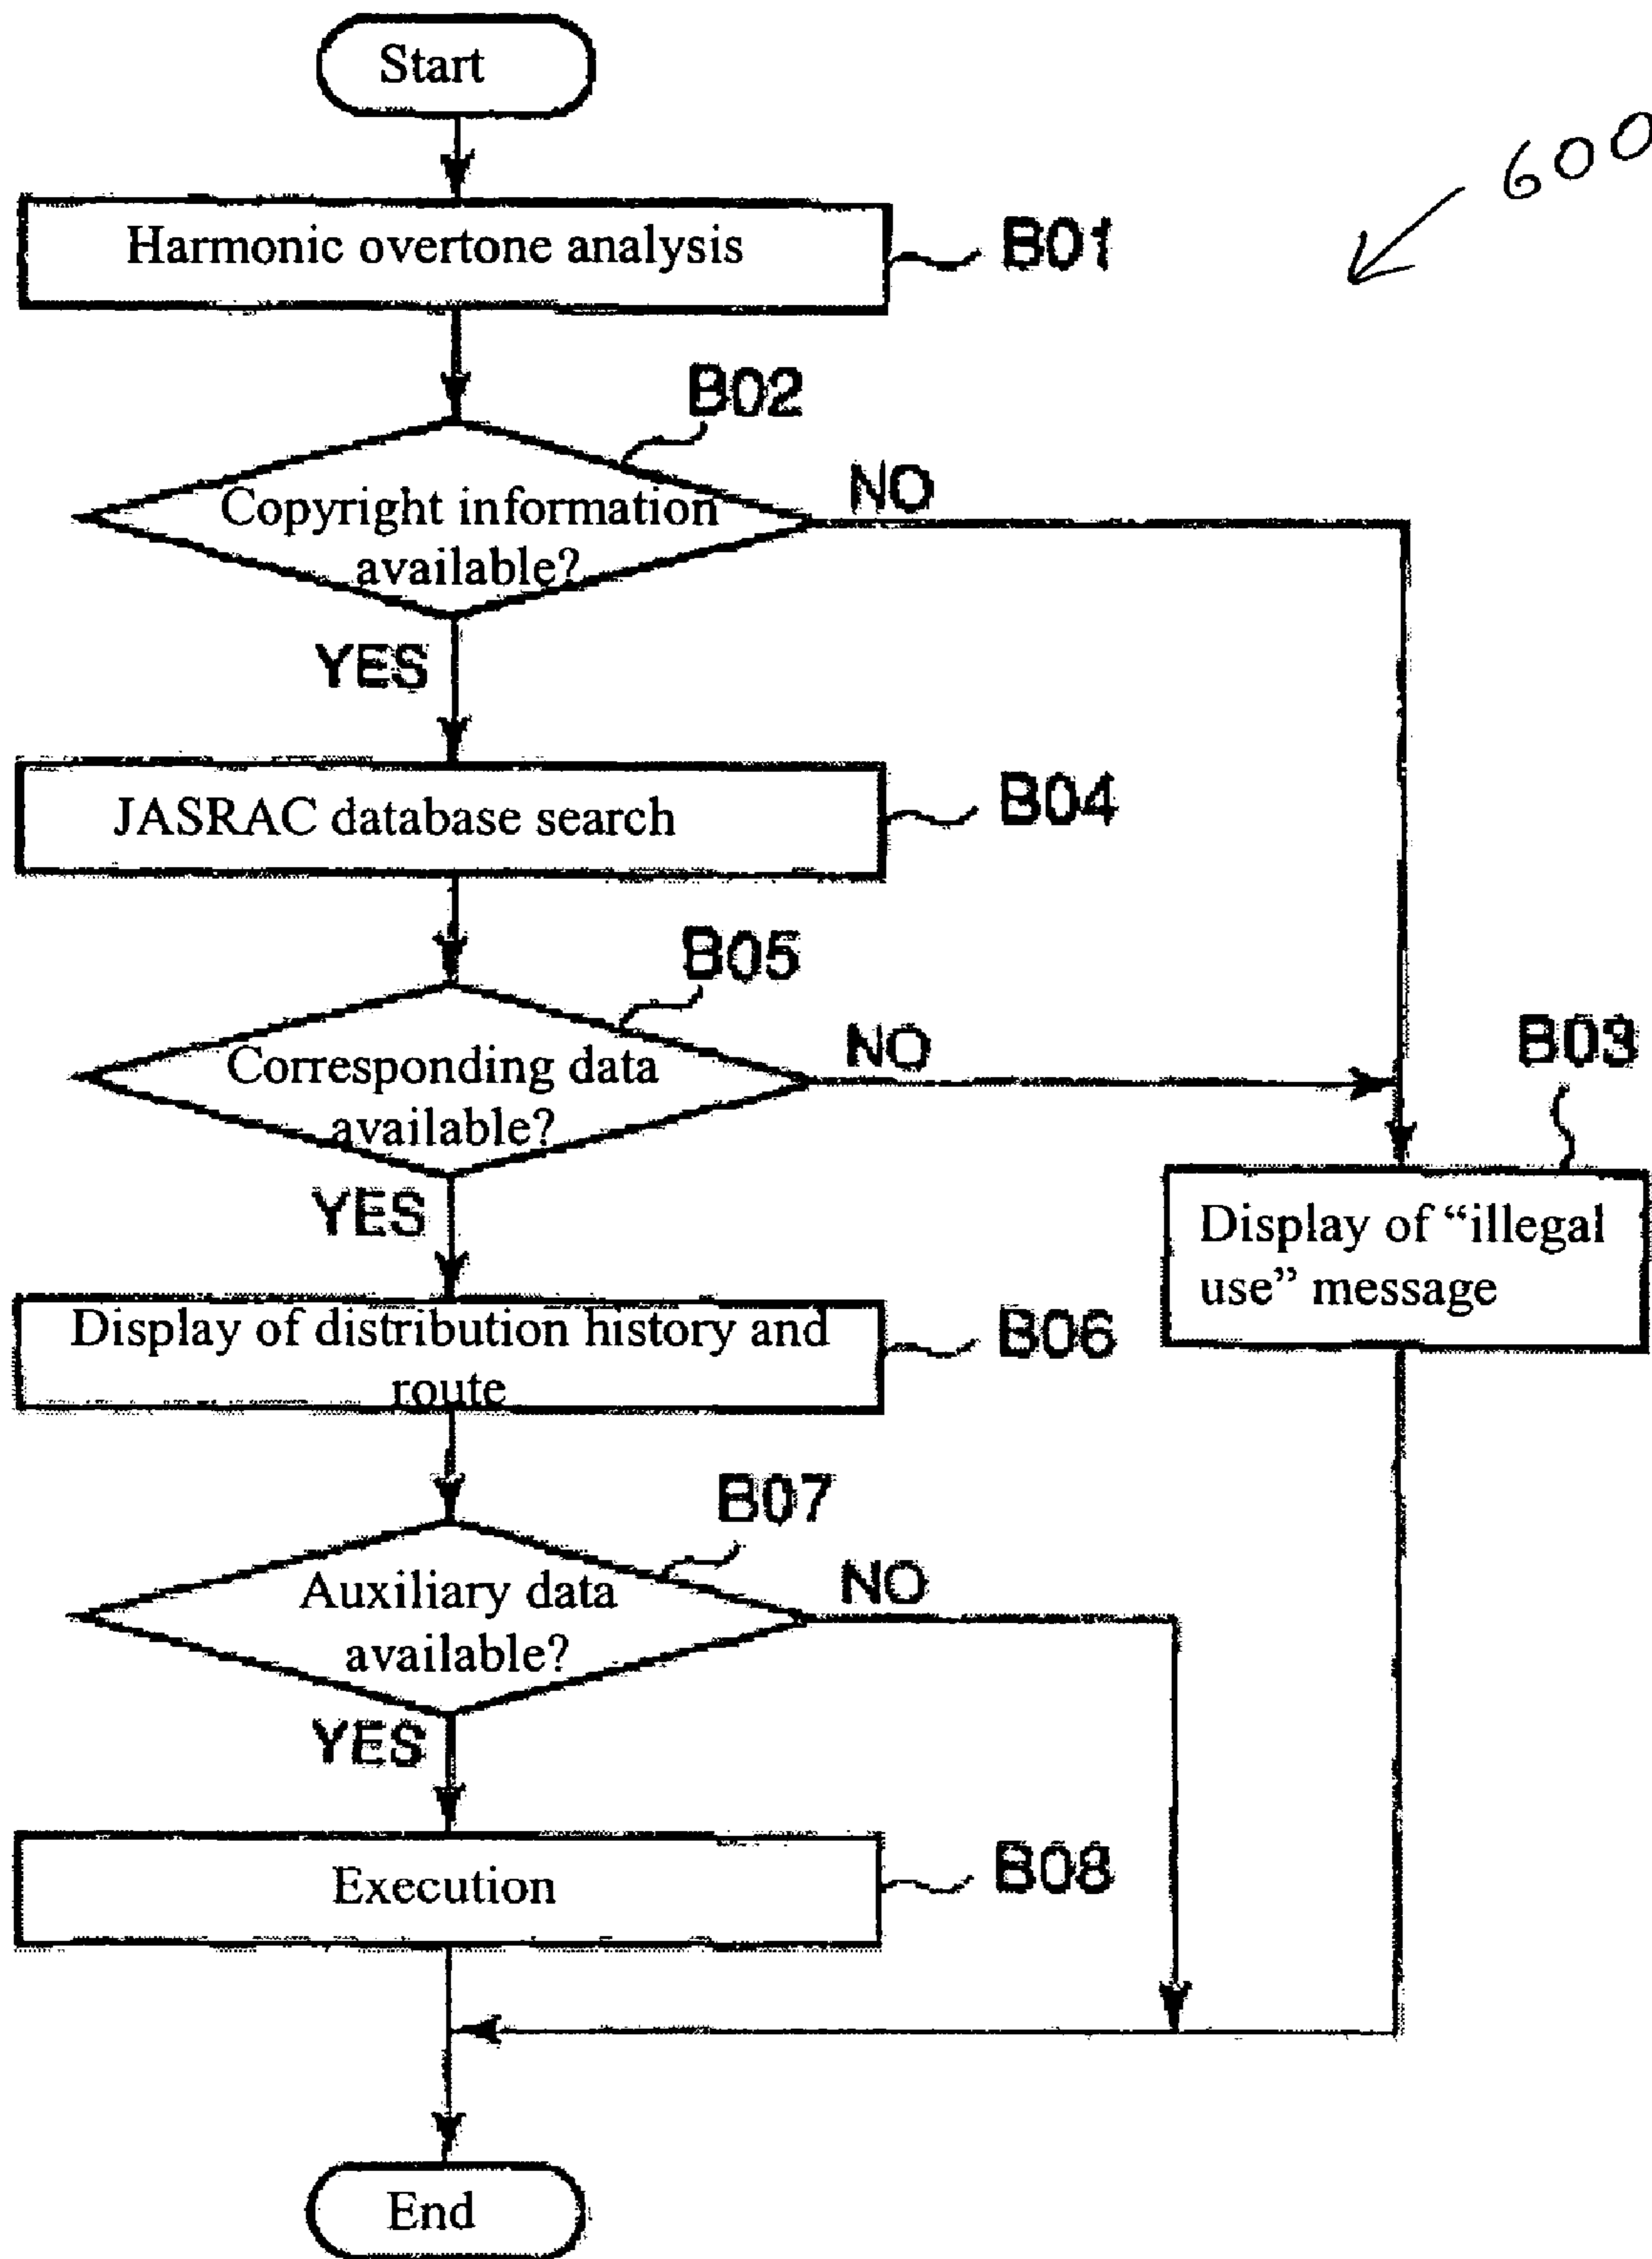 Start
600
Harmonic overtone analysis
B01
B02
Copyright information
available?
NO
YES
JASRAC database search
B04
B05
Corresponding data
available?
NO
YES
B03
Display of “illegal
use” message
Display of distribution history and
route
B06
B07
Auxiliary data
available?
NO
YES
Execution
B08
End